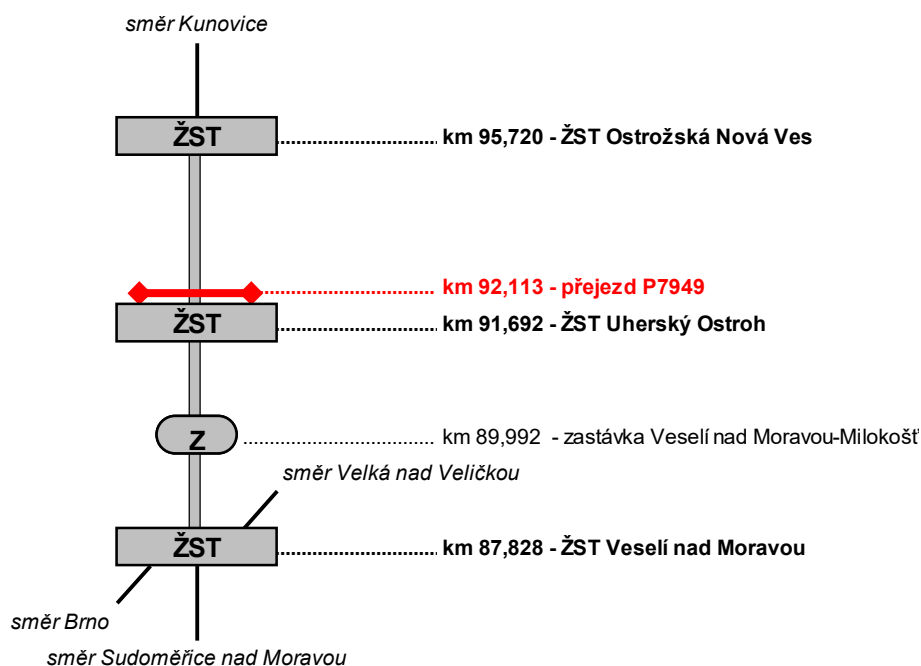 směr Kunovice
ŽST
km 95,720 - ŽST Ostrožská Nová Ves
km 92,113 - přejezd P7949
ŽST
km 91,692 - ŽST Uherský Ostroh
Z
km 89,992 - zastávka Veselí nad Moravou-Milokošť
směr Velká nad Veličkou
ŽST
km 87,828 - ŽST Veselí nad Moravou
směr Brno
směr Sudoměřice nad Moravou